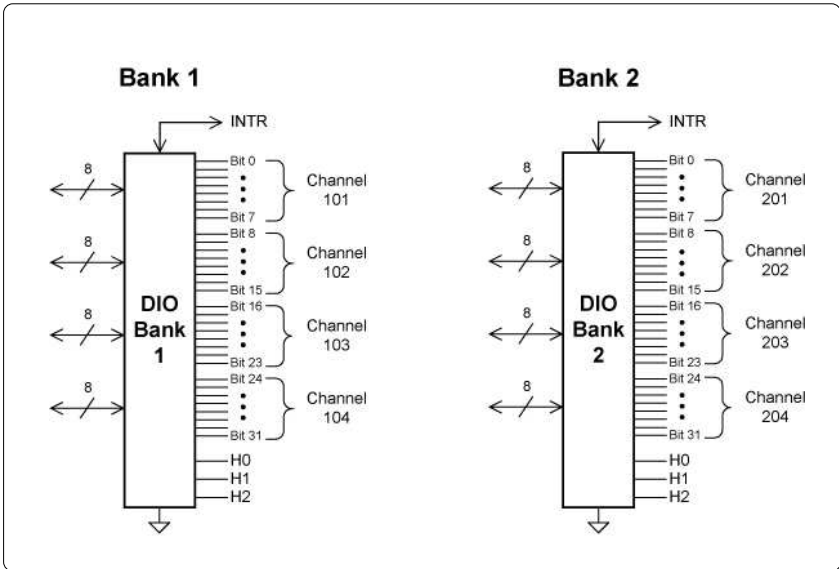 Bank 1
INTR
8
8
8
8
DIO
Bank
1
Bit 0
Bit 7
Channel
101
Bit 8
Bit 15
Channel
102
Bit 16
Bit 23
Channel
103
Bit 24
Bit 31
Channel
104
H0
H1
H2
Bank 2
INTR
8
8
8
8
DIO
Bank
2
Bit 0
Bit 7
Channel
201
Bit 8
Bit 15
Channel
202
Bit 16
Bit 23
Channel
203
Bit 24
Bit 31
Channel
204
H0
H1
H2